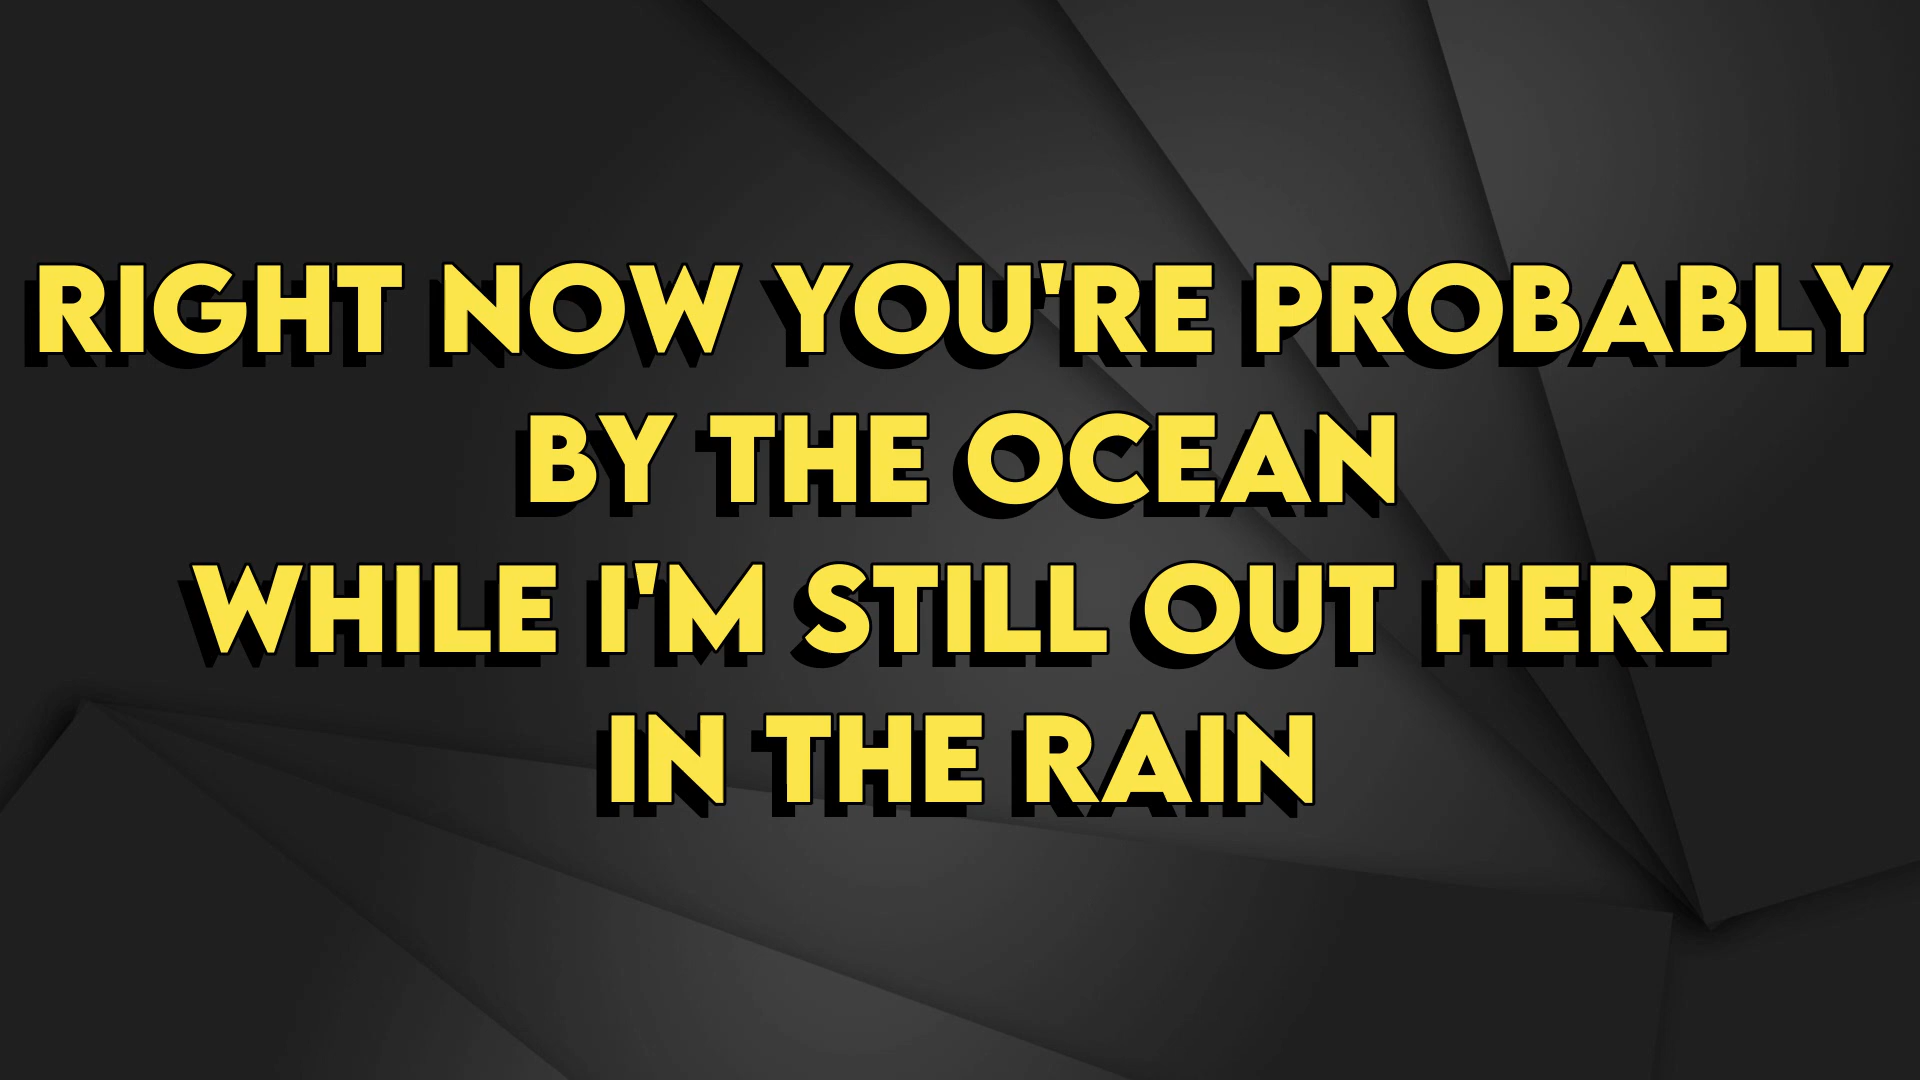 RIGHT NOW YOU'RE PROBABLY
BY THE OCEAN
WHILE I'M STILL OUT HERE
IN THE RAIN